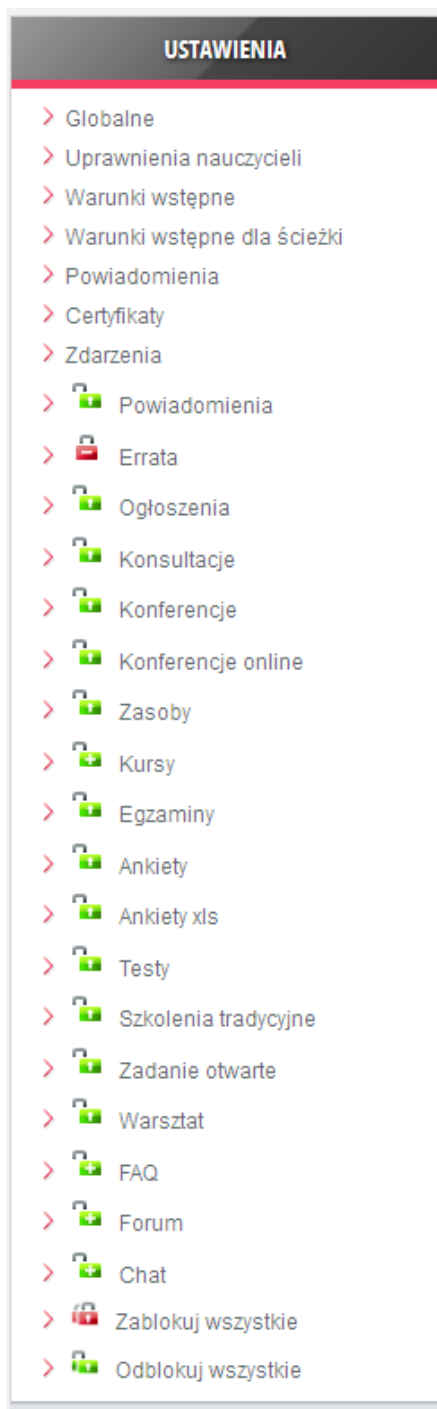 USTAWIENIA
Globalne
Uprawnienia nauczycieli
Warunki wstępne
Warunki wstępne dla ścieżki
Powiadomienia
Certyfikaty
Zdarzenia
Powiadomienia
Errata
Ogłoszenia
Konsultacje
Konferencje
Konferencje online
Zasoby
Kursy
Egzaminy
Ankiety
Ankiety xls
Testy
Szkolenia tradycyjne
Zadanie otwarte
Warsztat
FAQ
Forum
Chat
Zablokuj wszystkie
Odblokuj wszystkie